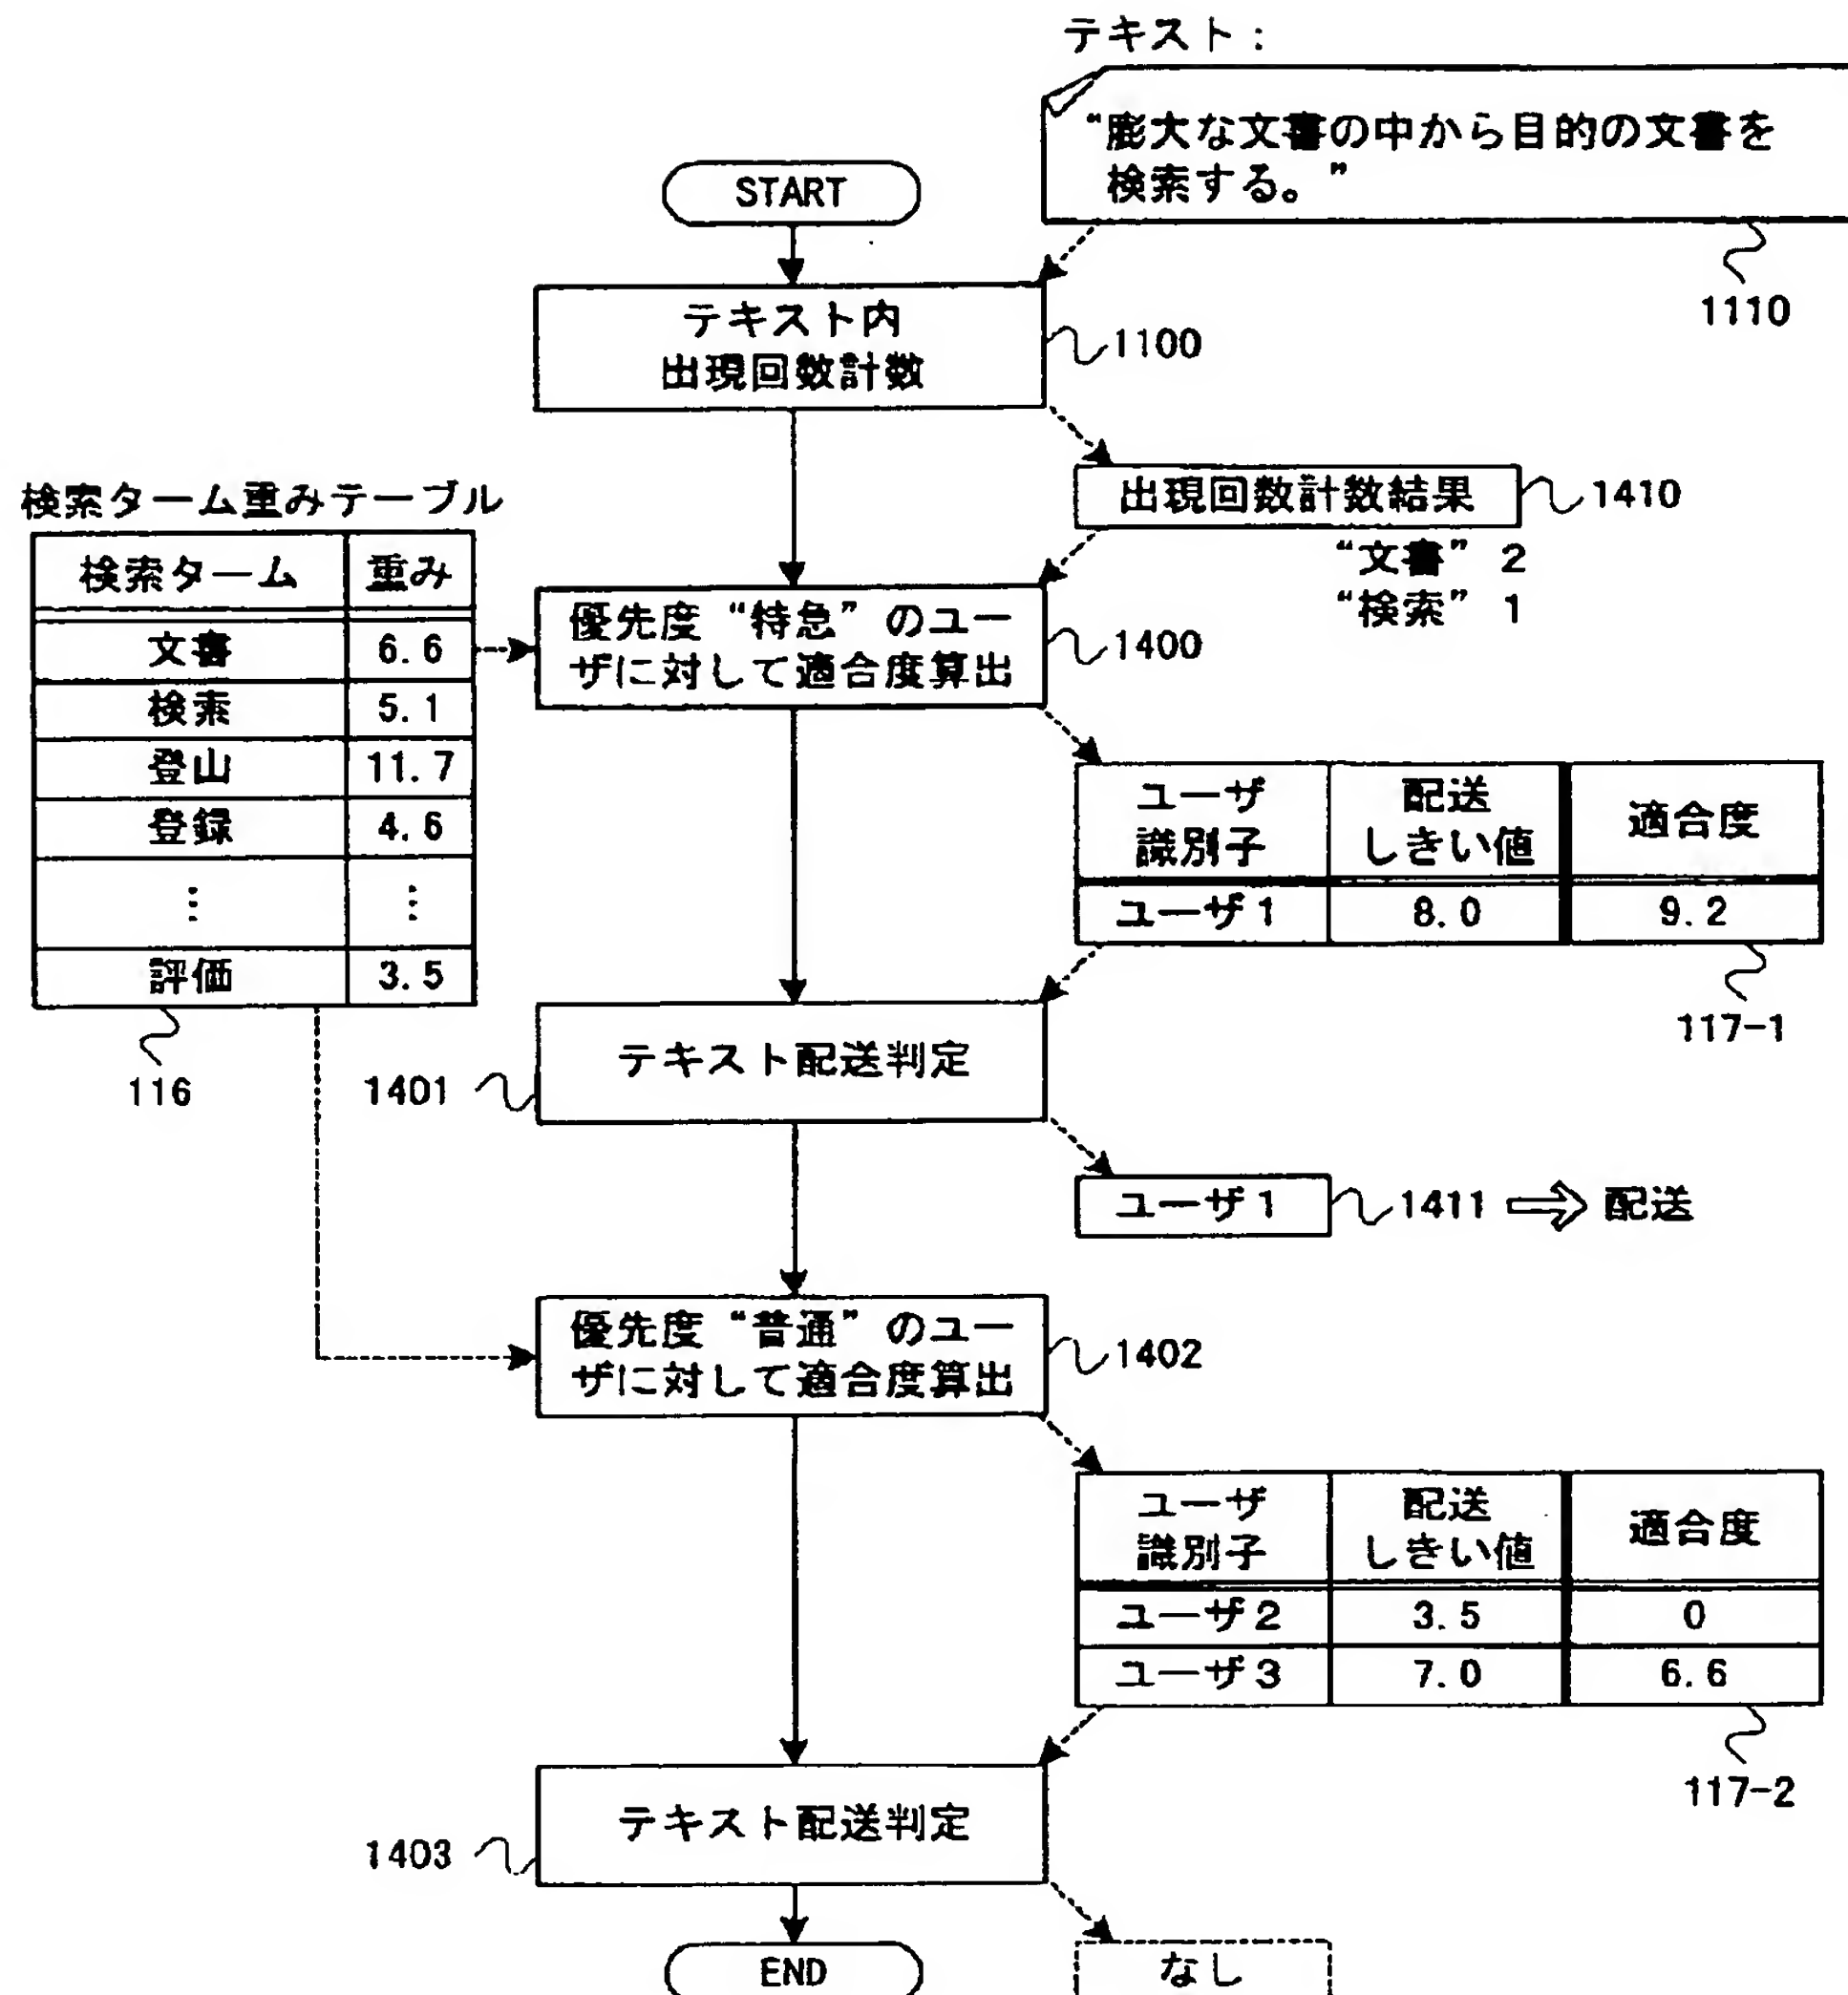 テキスト：
“膨大な文書の中から目的の文書を
検索する。”
1110
START
テキスト内
出現回数計数
1100
出現回数計数結果
1410
“文書” 2
“検索” 1
検索ターム重みテーブル
検索ターム 重み
文書 6.6
検索 5.1
登山 11.7
登録 4.6
⋮ ⋮
評価 3.5
116
優先度“特急”のユー
ザに対して適合度算出
1400
ユーザ
識別子
配送
しきい値
適合度
ユーザ1 8.0 9.2
117-1
テキスト配送判定
1401
ユーザ1
1411 ⇒ 配送
優先度“普通”のユー
ザに対して適合度算出
1402
ユーザ
識別子
配送
しきい値
適合度
ユーザ2 3.5 0
ユーザ3 7.0 6.6
117-2
テキスト配送判定
1403
END
なし